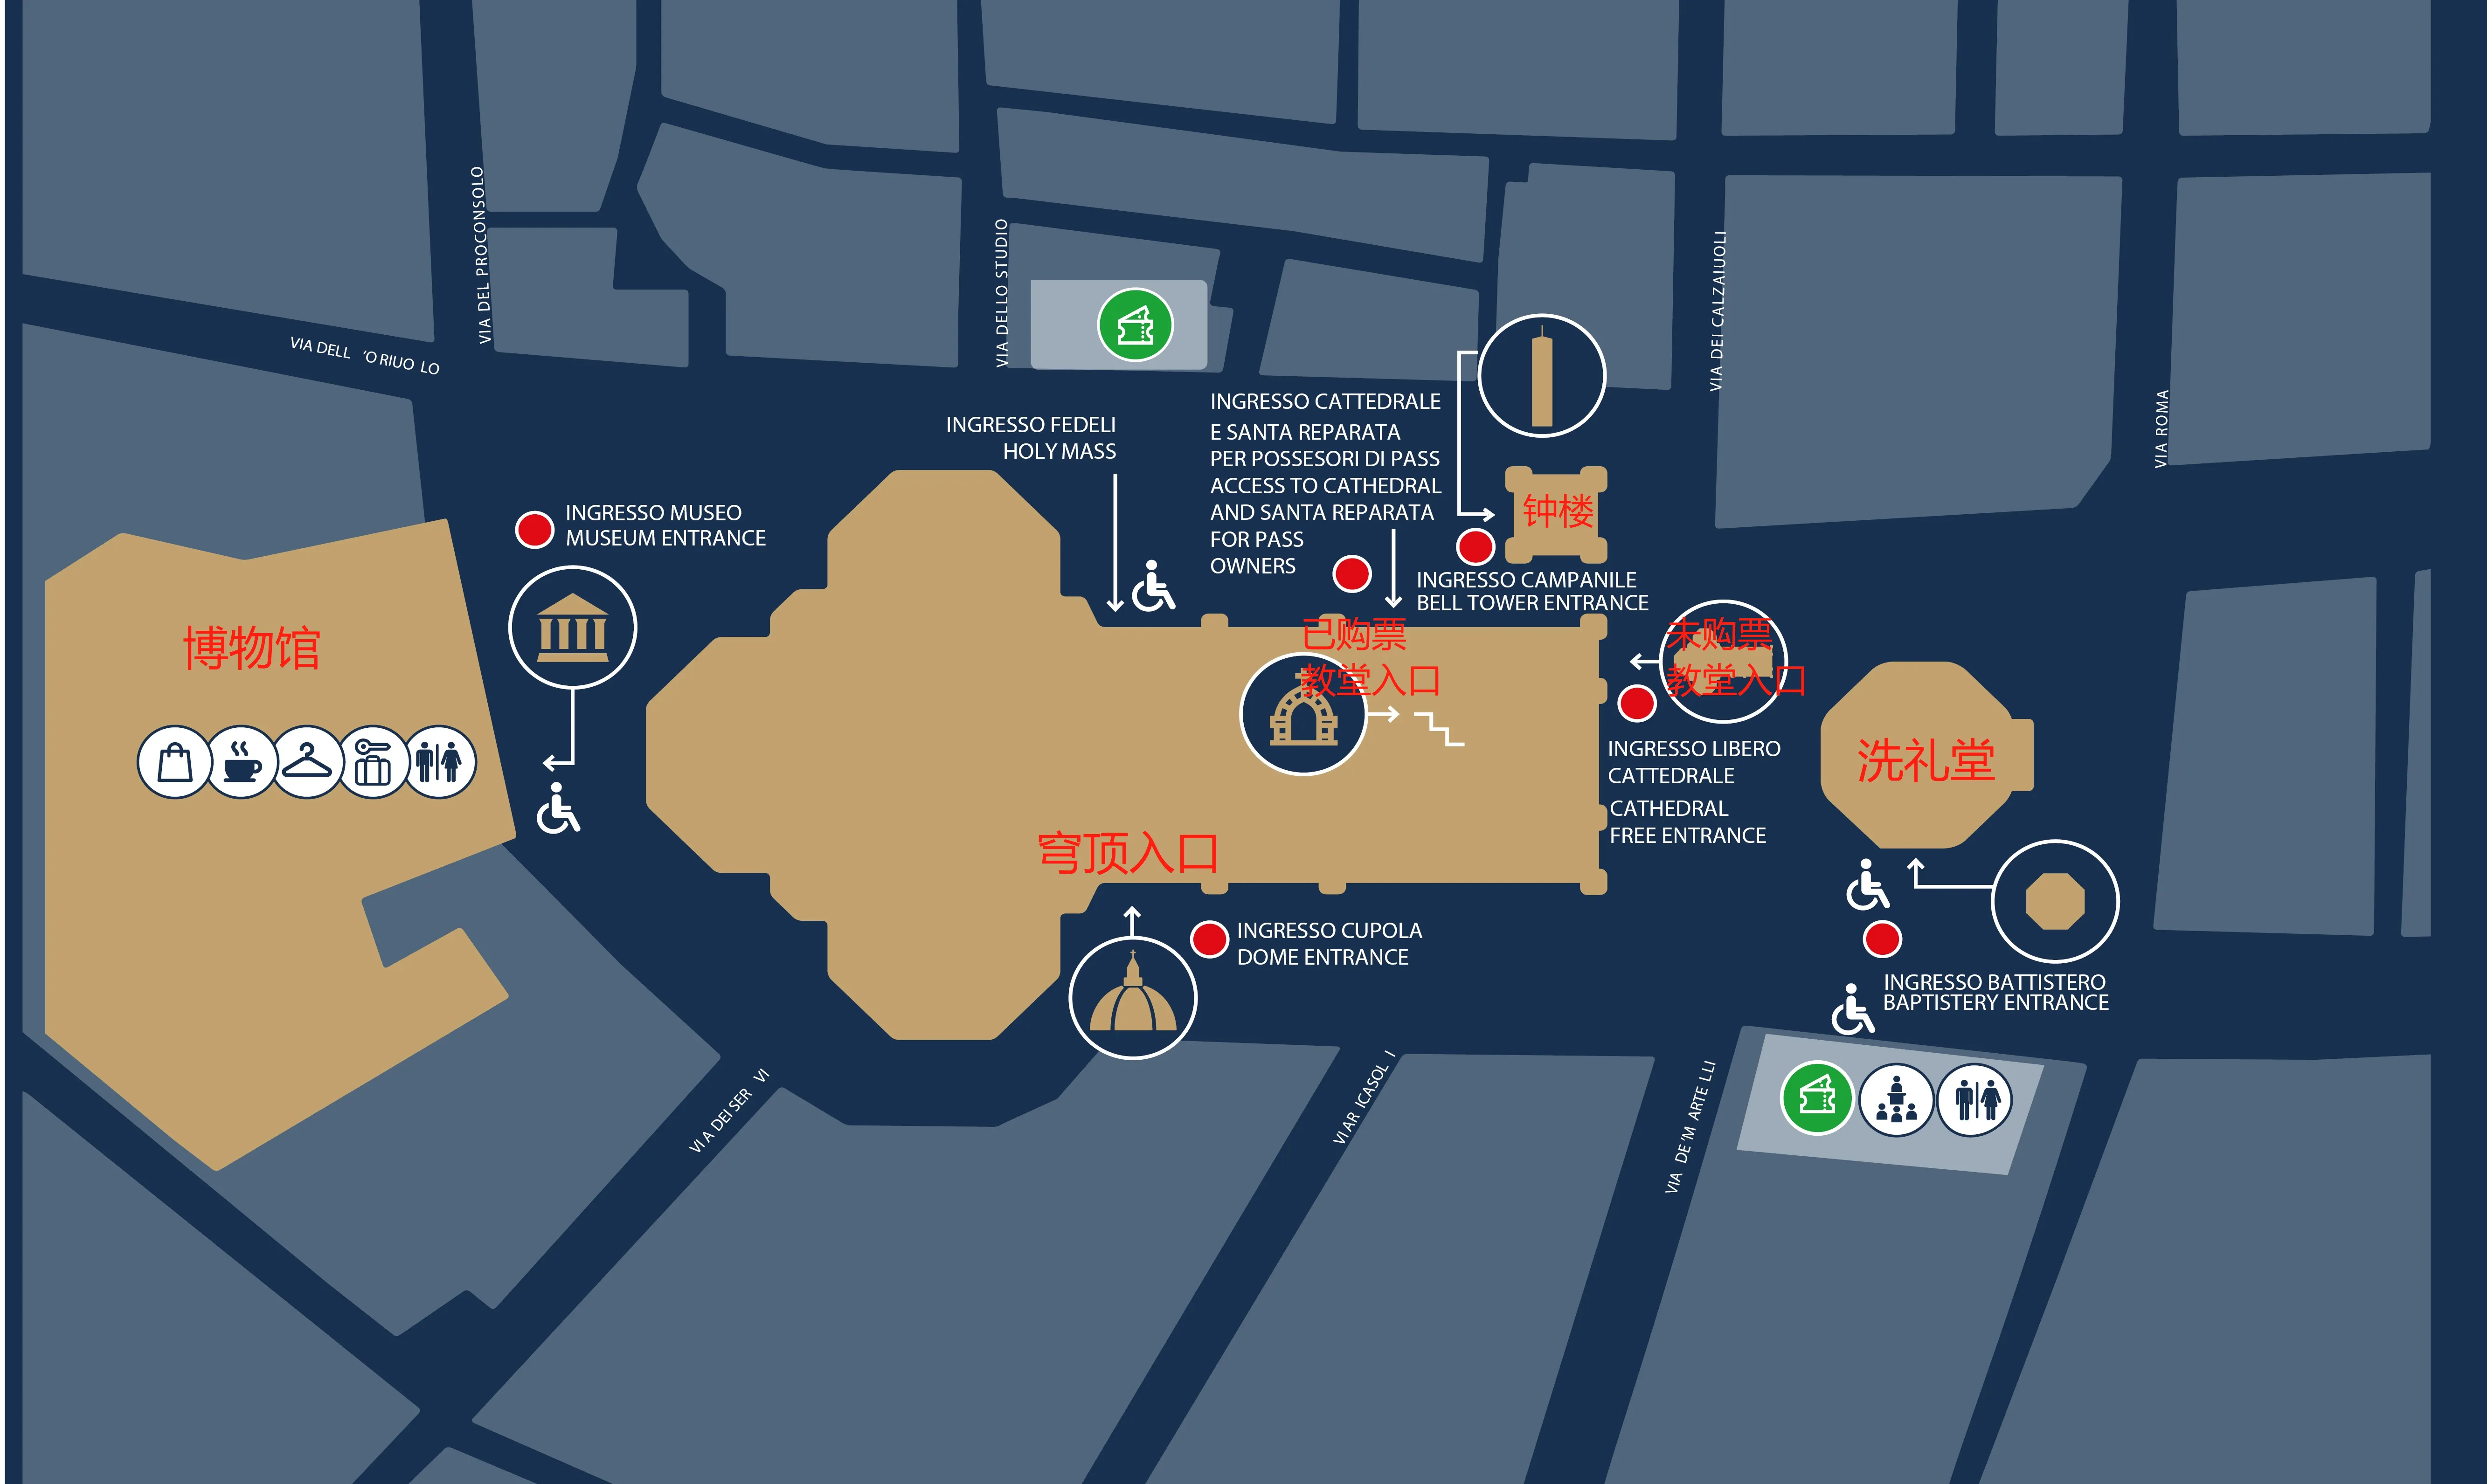 VIA DEL PROCONSOLO
VIA DELL 'O RIUO LO
VIA DELLO STUDIO
VIA DEI CALZAIUOLI
VIA ROMA
INGRESSO FEDELI
HOLY MASS
INGRESSO CATTEDRALE
E SANTA REPARATA
PER POSSESORI DI PASS
ACCESS TO CATHEDRAL
AND SANTA REPARATA
FOR PASS
OWNERS
钟楼
INGRESSO CAMPANILE
BELL TOWER ENTRANCE
INGRESSO MUSEO
MUSEUM ENTRANCE
博物馆
已购票
教堂入口
未购票
教堂入口
INGRESSO LIBERO
CATTEDRALE
CATHEDRAL
FREE ENTRANCE
洗礼堂
穹顶入口
INGRESSO CUPOLA
DOME ENTRANCE
INGRESSO BATTISTERO
BAPTISTERY ENTRANCE
VI A DEI SER VI
VI AR ICASOL I
VIA DE'M ARTE LLI